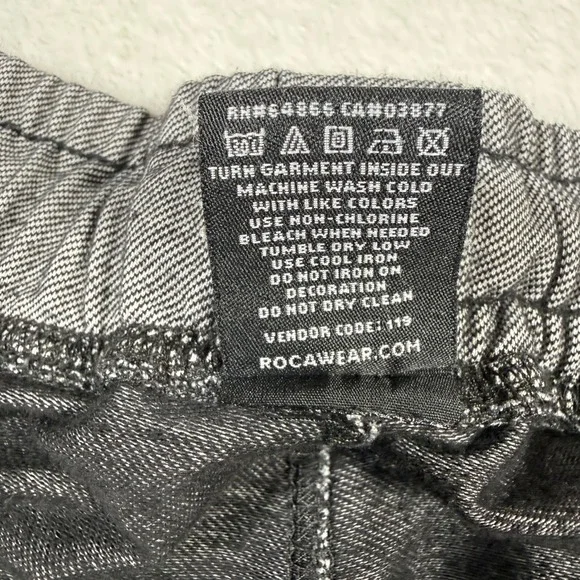 RN#64866 CA#03877
TURN GARMENT INSIDE OUT
MACHINE WASH COLD
WITH LIKE COLORS
USE NON-CHLORINE
BLEACH WHEN NEEDED
TUMBLE DRY LOW
USE COOL IRON
DO NOT IRON ON
DECORATION
DO NOT DRY CLEAN
VENDOR CODE: 119
ROCAWEAR.COM